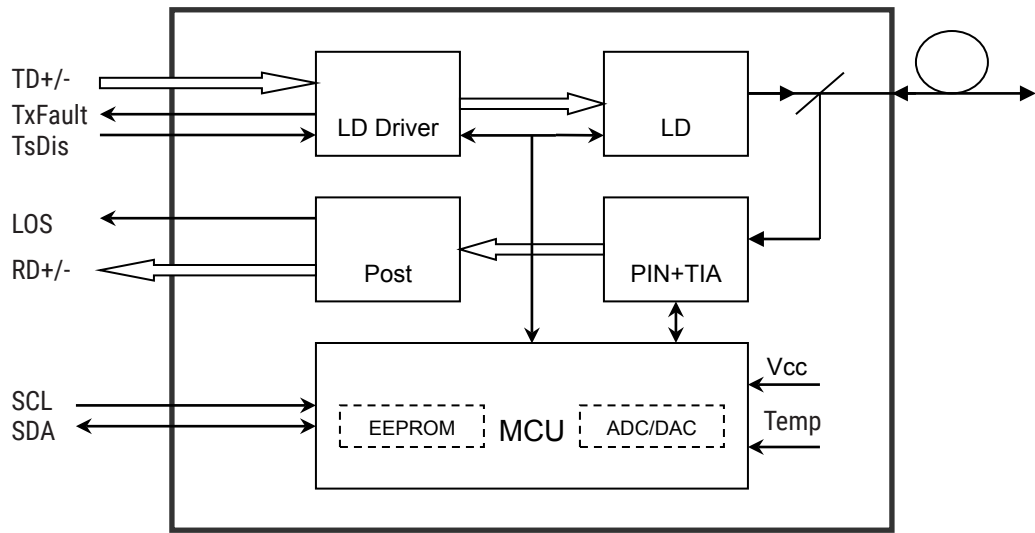 TD+/-
TxFault
TsDis
LD Driver
LD
LOS
RD+/-
Post
PIN+TIA
SCL
SDA
EEPROM
MCU
ADC/DAC
Vcc
Temp